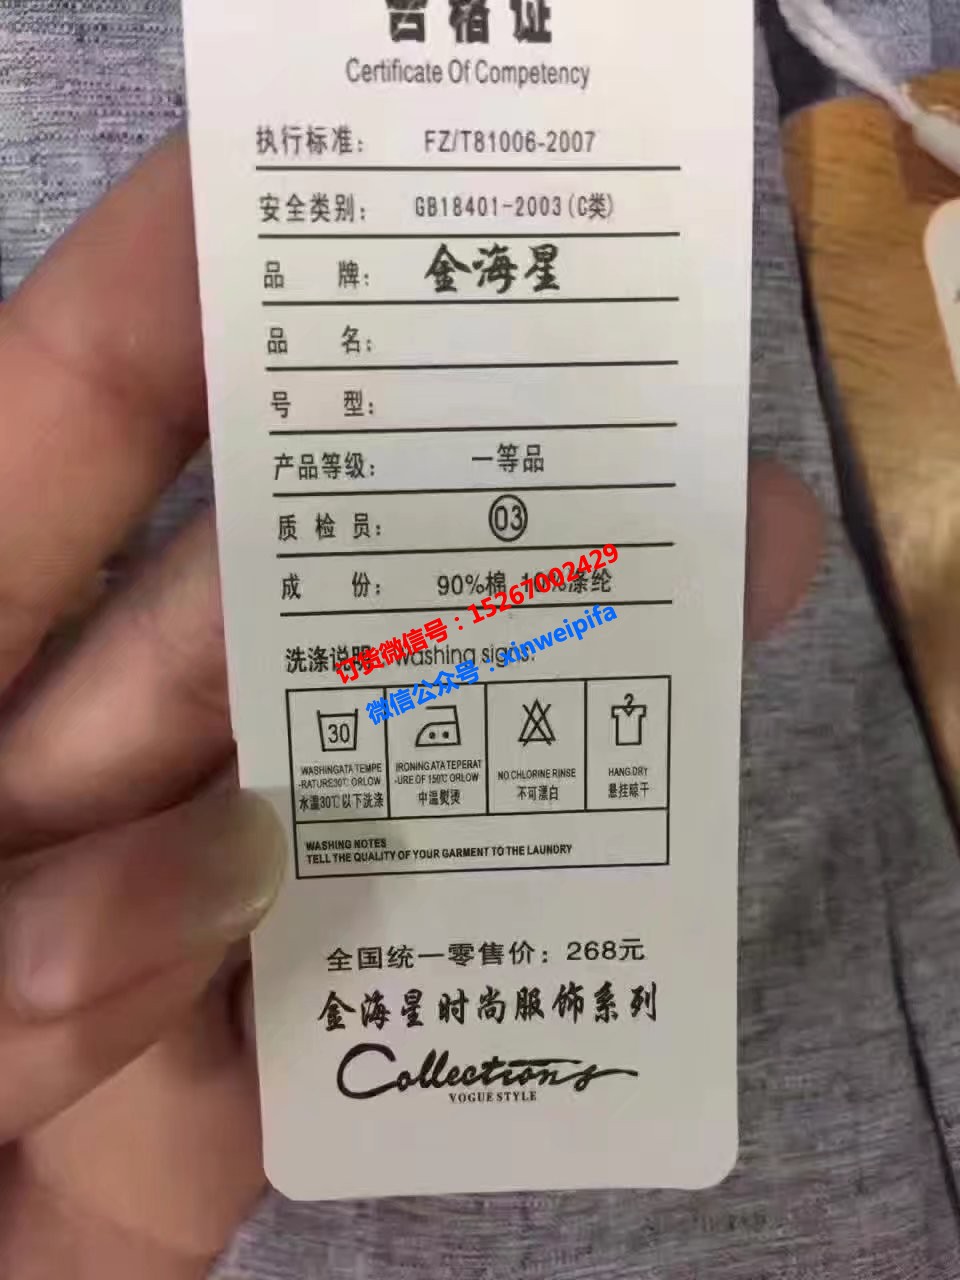 合格证
Certificate Of Competency
执行标准: FZ/T81006-2007
安全类别: GB18401-2003(C类)
品 牌: 金海星
品 名:
号 型:
产品等级: 一等品
质 检 员: 03
成 份: 90%棉 10%涤纶
订货微信号：15267002429
洗涤说明 Washing signs:
微信公众号：xinweipifa
30
WASHINGATA TEMPE
-RATURE30℃ ORLOW
水温30℃以下洗涤
IRONING ATA TEPERAT
-URE OF 150℃ ORLOW
中温熨烫
NO CHLORINE RINSE
不可漂白
HANG DRY
悬挂晾干
WASHING NOTES
TELL THE QUALITY OF YOUR GARMENT TO THE LAUNDRY
全国统一零售价: 268元
金海星时尚服饰系列
Collections
VOGUE STYLE